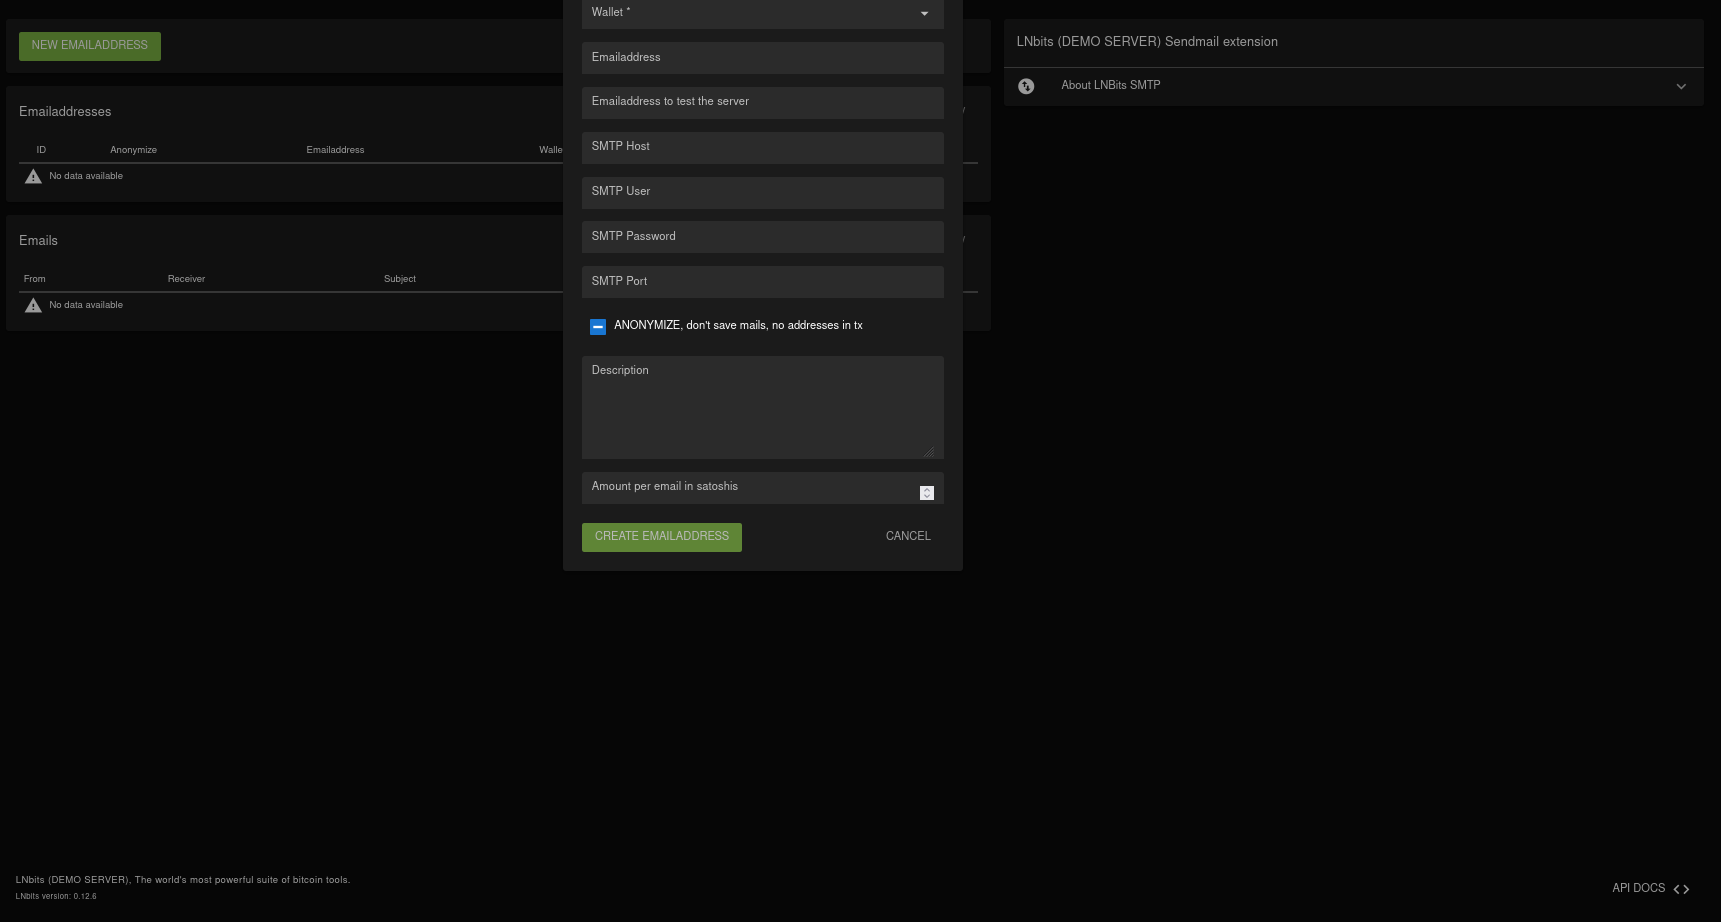 NEW EMAILADDRESS
Emailaddresses
ID Anonymize Emailaddress
No data available
Emails
From Receiver Subject
No data available
Wallet *
Emailaddress
Emailaddress to test the server
SMTP Host
SMTP User
SMTP Password
SMTP Port
ANONYMIZE, don't save mails, no addresses in tx
Description
Amount per email in satoshis
CREATE EMAILADDRESS CANCEL
LNbits (DEMO SERVER) Sendmail extension
About LNBits SMTP
LNbits (DEMO SERVER), The world's most powerful suite of bitcoin tools.
LNbits version: 0.12.6
API DOCS